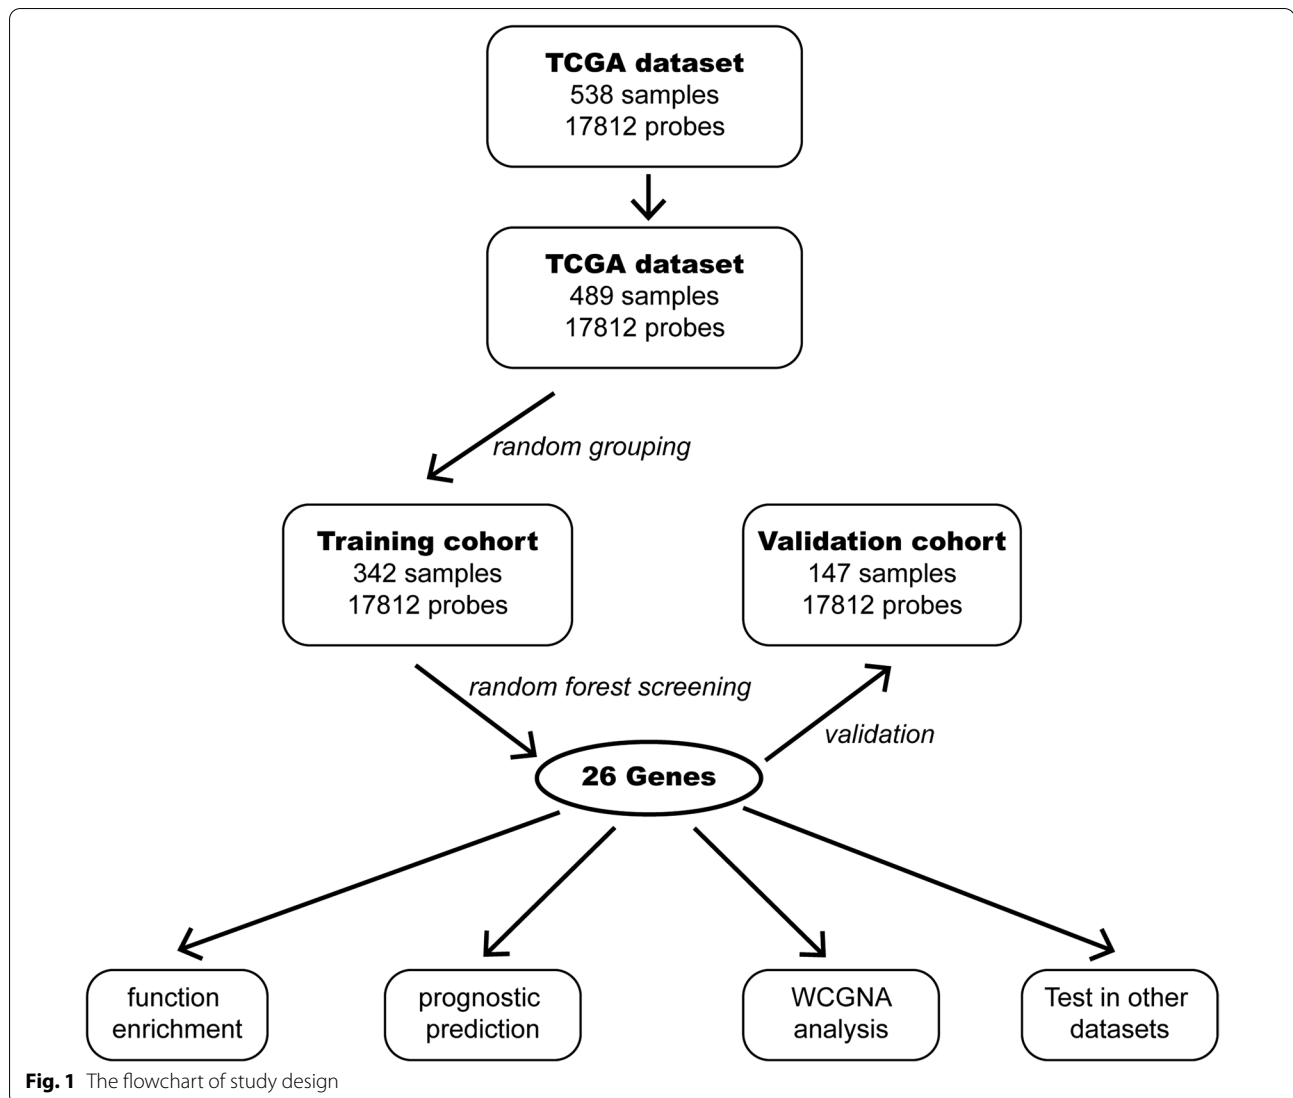 TCGA dataset
538 samples
17812 probes
TCGA dataset
489 samples
17812 probes
random grouping
Training cohort
342 samples
17812 probes
Validation cohort
147 samples
17812 probes
random forest screening
validation
26 Genes
function
enrichment
prognostic
prediction
WCGNA
analysis
Test in other
datasets
Fig. 1 The flowchart of study design